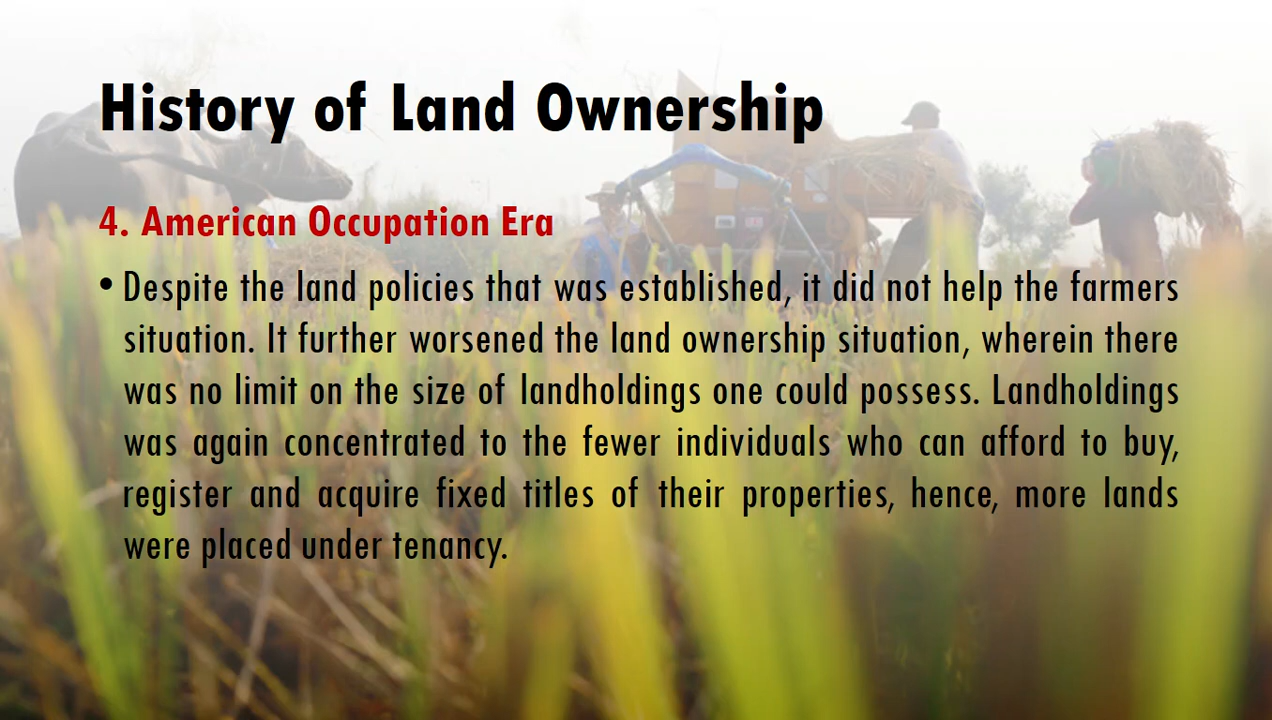 History of Land Ownership
4. American Occupation Era
• Despite the land policies that was established, it did not help the farmers
situation. It further worsened the land ownership situation, wherein there
was no limit on the size of landholdings one could possess. Landholdings
was again concentrated to the fewer individuals who can afford to buy,
register and acquire fixed titles of their properties, hence, more lands
were placed under tenancy.